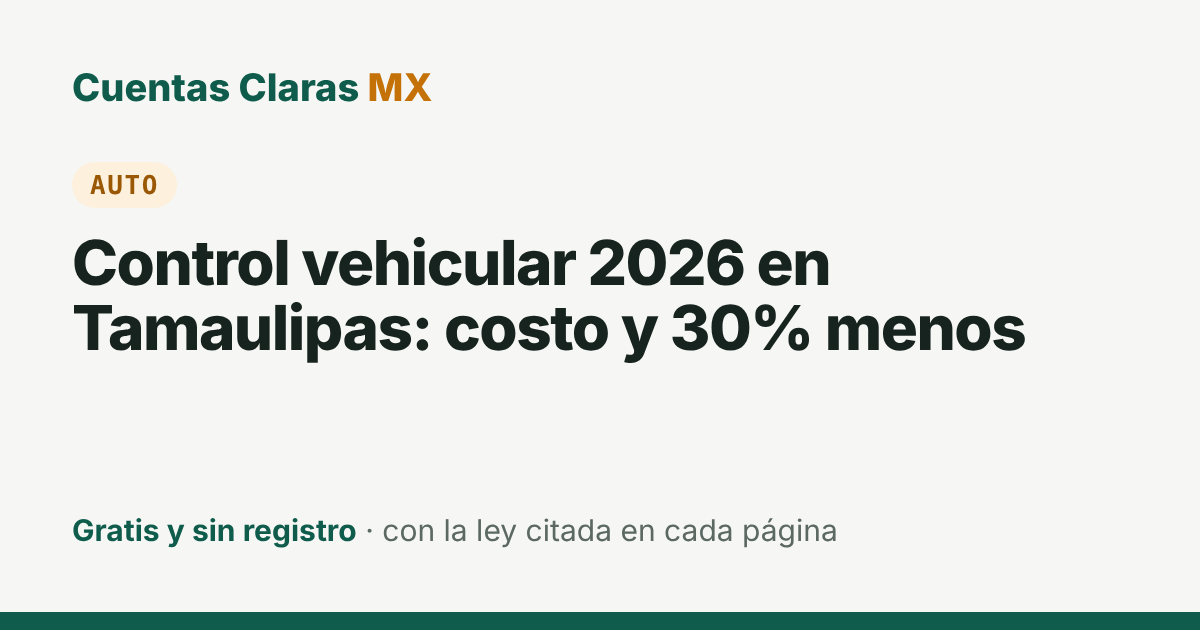 Cuentas Claras MX
AUTO
Control vehicular 2026 en
Tamaulipas: costo y 30% menos
Gratis y sin registro · con la ley citada en cada página